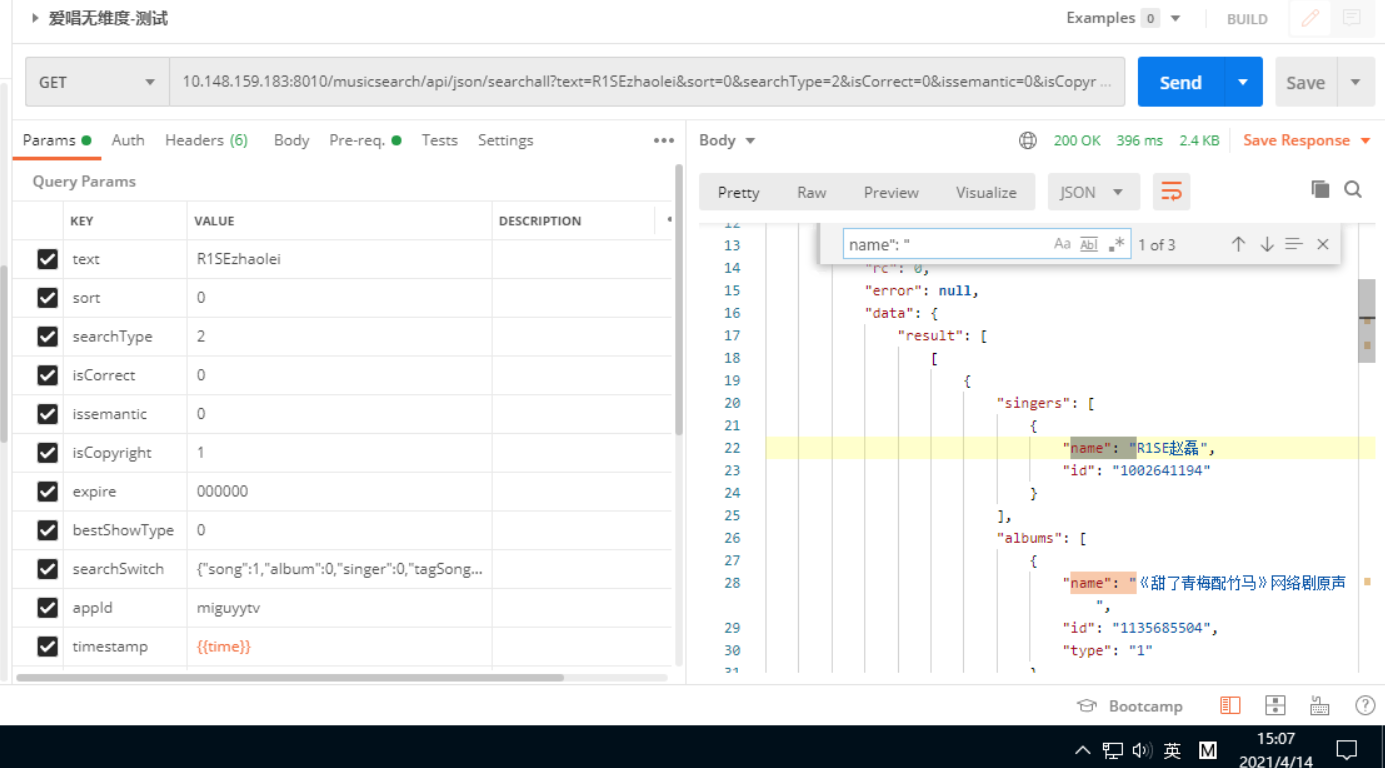 爱唱无维度-测试
Examples 0
BUILD
GET
10.148.159.183:8010/musicsearch/api/json/searchall?text=R1SEzhaolei&sort=0&searchType=2&isCorrect=0&issemantic=0&isCopyr ...
Send
Save
Params
Auth
Headers (6)
Body
Pre-req.
Tests
Settings
Query Params
KEY VALUE DESCRIPTION
text R1SEzhaolei
sort 0
searchType 2
isCorrect 0
issemantic 0
isCopyright 1
expire 000000
bestShowType 0
searchSwitch {"song":1,"album":0,"singer":0,"tagSong...
appId miguyytv
timestamp {{time}}
Body
200 OK 396 ms 2.4 KB Save Response
Pretty Raw Preview Visualize JSON
name": " Aa Abl .* 1 of 3
12
13
14 "rc": 0,
15 "error": null,
16 "data": {
17 "result": [
18 [
19 {
20 "singers": [
21 {
22 "name": "R1SE赵磊",
23 "id": "1002641194"
24 }
25 ],
26 "albums": [
27 {
28 "name": "《甜了青梅配竹马》网络剧原声
",
29 "id": "1135685504",
30 "type": "1"
31 }
Bootcamp
英 M
15:07
2021/4/14